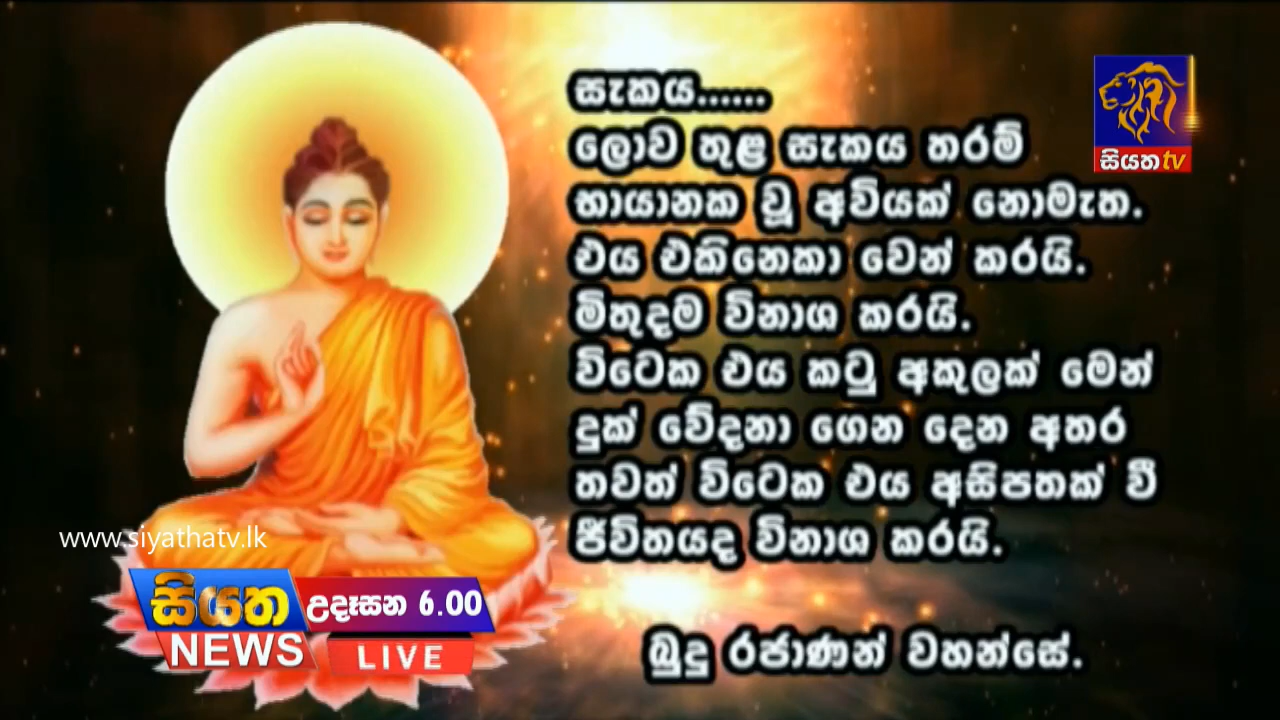 සැකය......
ලොව තුළ සැකය තරම්
භායානක වූ අවියක් නොමැත.
එය එකිනෙකා වෙන් කරයි.
මිතුදම විනාශ කරයි.
විටෙක එය කටු අකුලක් මෙන්
දුක් වේදනා ගෙන දෙන අතර
තවත් විටෙක එය අසිපතක් වී
ජීවිතයද විනාශ කරයි.
බුදු රජාණන් වහන්සේ.
සියත tv
www.siyathatv.lk
සියත
NEWS
උදෑසන 6.00
LIVE